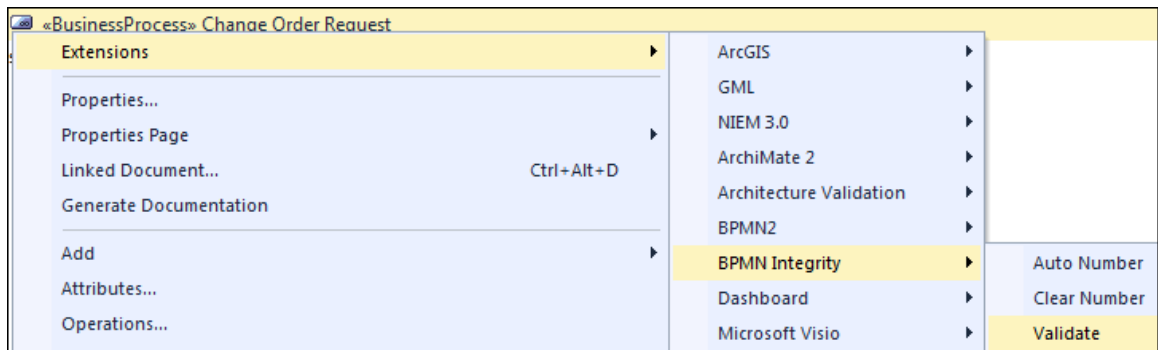 «BusinessProcess» Change Order Request
Extensions
Properties...
Properties Page
Linked Document... Ctrl+Alt+D
Generate Documentation
Add
Attributes...
Operations...
ArcGIS
GML
NIEM 3.0
ArchiMate 2
Architecture Validation
BPMN2
BPMN Integrity
Dashboard
Microsoft Visio
Auto Number
Clear Number
Validate